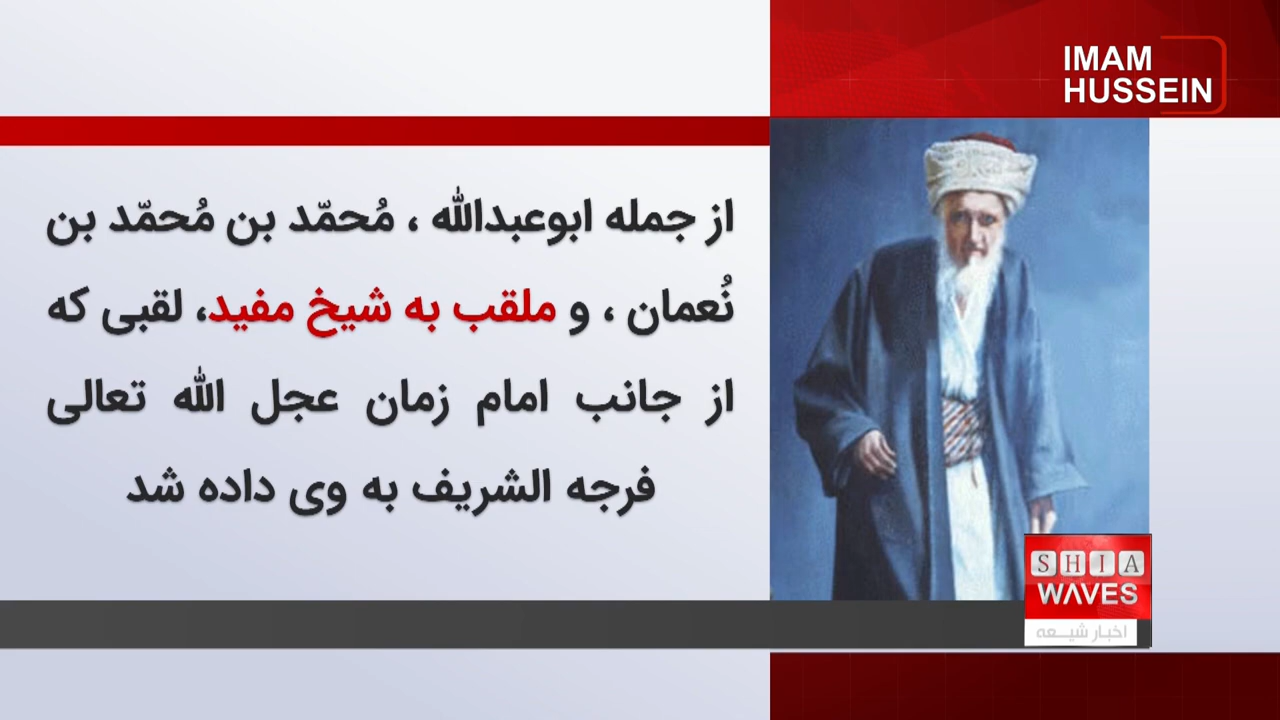 IMAM
HUSSEIN
از جمله ابوعبدالله ، مُحمّد بن مُحمّد بن
نُعمان ، و ملقب به شیخ مفید، لقبی که
از جانب امام زمان عجل الله تعالی
فرجه الشریف به وی داده شد
SHIA
WAVES
اخبار شیـــعه